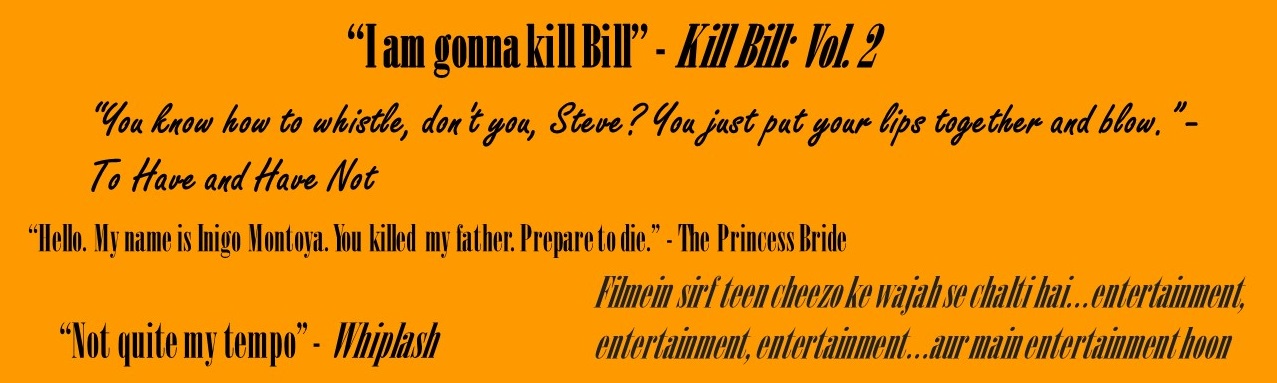 “I am gonna kill Bill” - Kill Bill: Vol. 2
“You know how to whistle, don't you, Steve? You just put your lips together and blow.” -
To Have and Have Not
“Hello. My name is Inigo Montoya. You killed my father. Prepare to die.” - The Princess Bride
Filmein sirf teen cheezo ke wajah se chalti hai...entertainment,
entertainment, entertainment...aur main entertainment hoon
“Not quite my tempo” - Whiplash